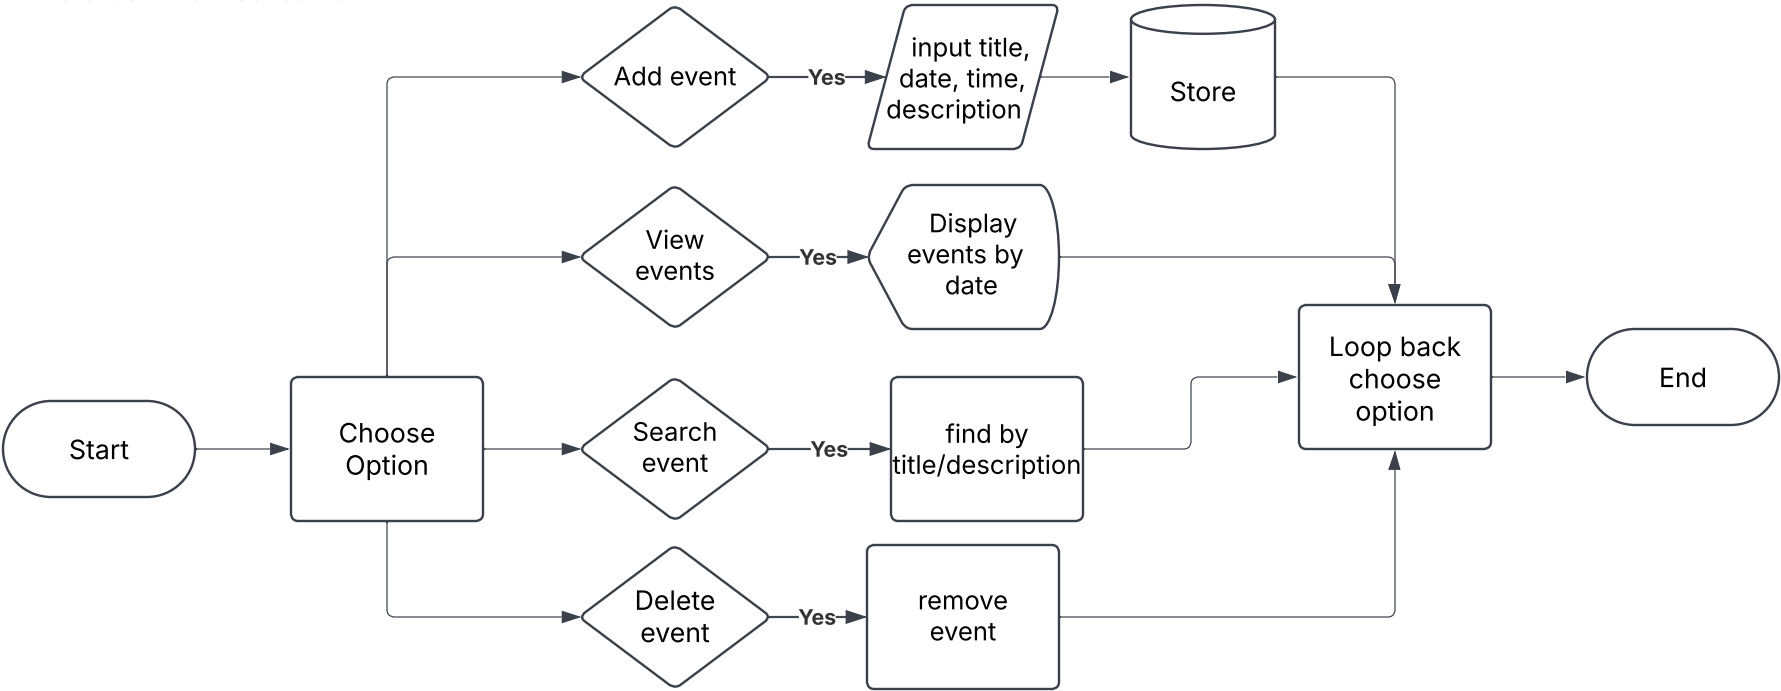 Add event
Yes
input title,
date, time,
description
Store
View
events
Yes
Display
events by
date
Start
Choose
Option
Search
event
Yes
find by
title/description
Loop back
choose
option
End
Delete
event
Yes
remove
event